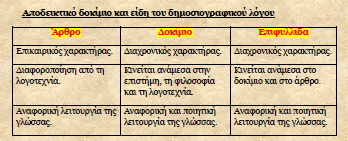 Αποδεικτικό δοκίμιο και είδη του δημοσιογραφικού λόγου
Άρθρο Δοκίμιο Επιφυλλίδα
Επικαιρικός χαρακτήρας. Διαχρονικός χαρακτήρας. Διαχρονικός χαρακτήρας.
Διαφοροποίηση από τη Κινείται ανάμεσα στην Κινείται ανάμεσα στο
λογοτεχνία. επιστήμη, τη φιλοσοφία δοκίμιο και στο άρθρο.
και τη λογοτεχνία.
Αναφορική λειτουργία της Αναφορική και ποιητική Αναφορική και ποιητική
γλώσσας. λειτουργία της γλώσσας. λειτουργία της γλώσσας.